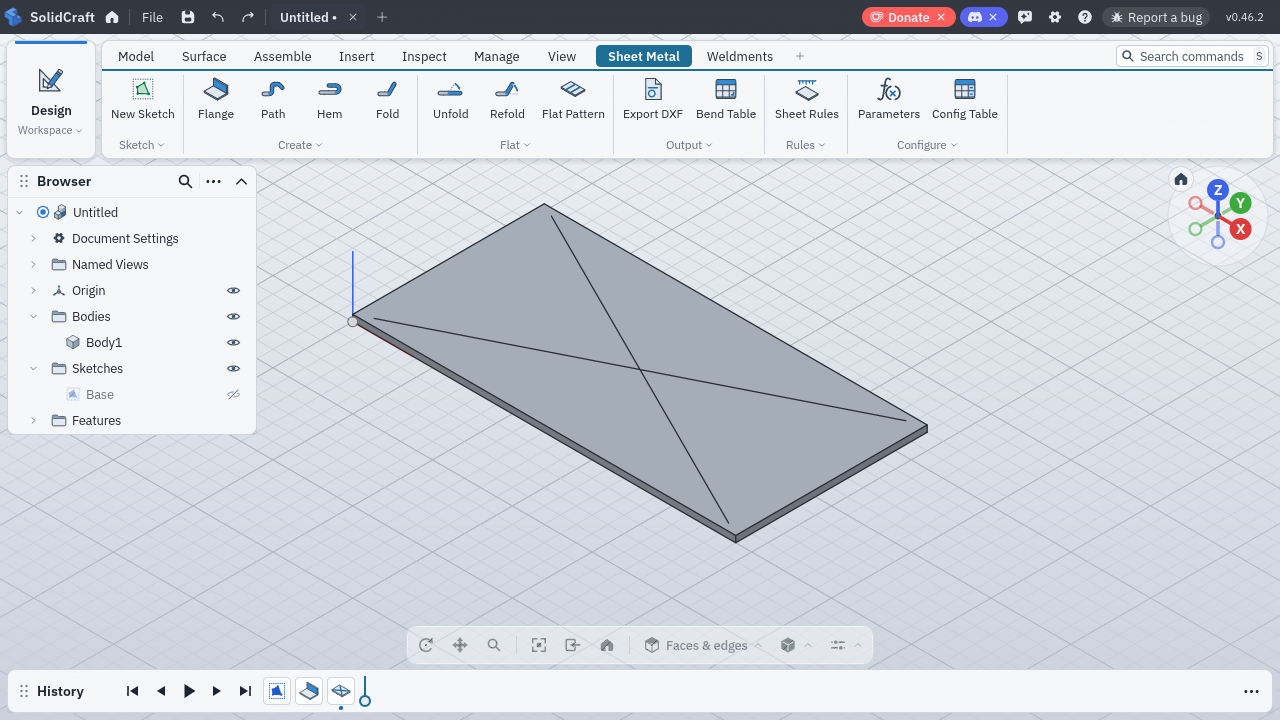 SolidCraft
File
Untitled •
Donate
Report a bug
v0.46.2
Design
Workspace
Model
Surface
Assemble
Insert
Inspect
Manage
View
Sheet Metal
Weldments
Search commands
S
New Sketch
Flange
Path
Hem
Fold
Unfold
Refold
Flat Pattern
Export DXF
Bend Table
Sheet Rules
Parameters
Config Table
Sketch
Create
Flat
Output
Rules
Configure
Browser
Untitled
Document Settings
Named Views
Origin
Bodies
Body1
Sketches
Base
Features
Z
Y
X
Faces & edges
History